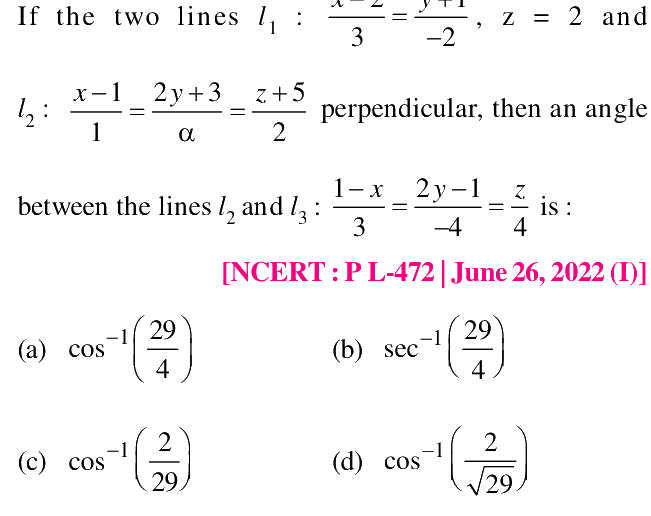 If the two lines l₁ : (x−2)/3 = (y+1)/−2, z = 2 and
l₂ : (x−1)/1 = (2y+3)/α = (z+5)/2 perpendicular, then an angle
between the lines l₂ and l₃ : (1−x)/3 = (2y−1)/−4 = z/4 is :
[NCERT : P L-472 | June 26, 2022 (I)]
(a) cos⁻¹(29/4) (b) sec⁻¹(29/4)
(c) cos⁻¹(2/29) (d) cos⁻¹(2/√29)